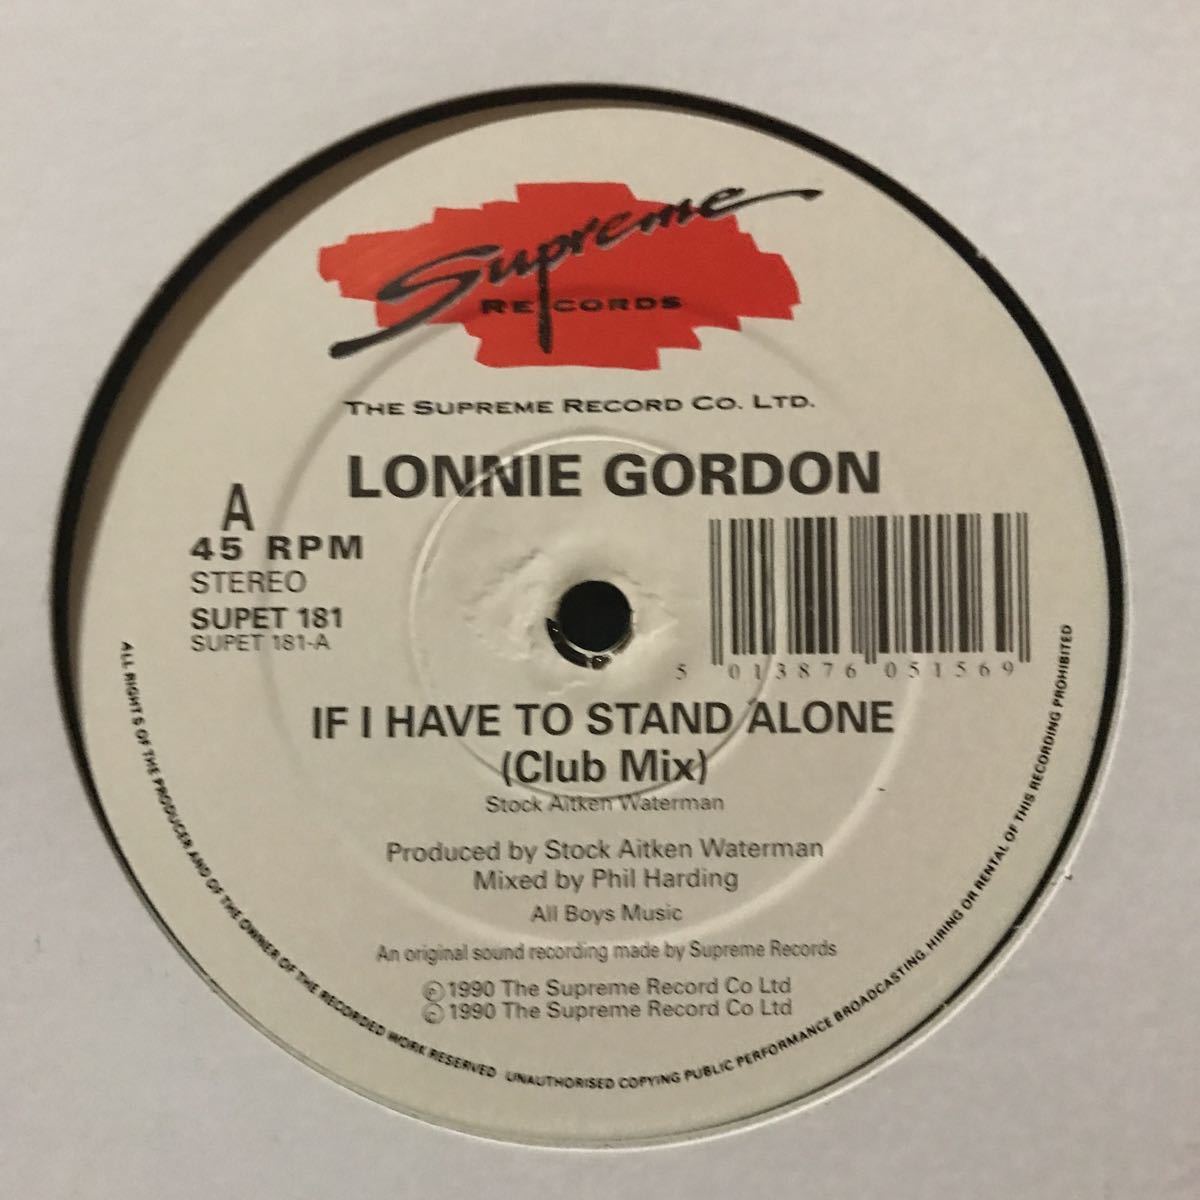 Supreme
RECORDS
THE SUPREME RECORD CO. LTD.
LONNIE GORDON
A
45 RPM
STEREO
SUPET 181
SUPET 181-A
5 013876 051569
IF I HAVE TO STAND ALONE
(Club Mix)
Stock Aitken Waterman
Produced by Stock Aitken Waterman
Mixed by Phil Harding
All Boys Music
An original sound recording made by Supreme Records
℗1990 The Supreme Record Co Ltd
©1990 The Supreme Record Co Ltd
ALL RIGHTS OF THE PRODUCER AND OF THE OWNER OF THE RECORDED WORK RESERVED UNAUTHORISED COPYING PUBLIC PERFORMANCE BROADCASTING, HIRING OR RENTAL OF THIS RECORDING PROHIBITED